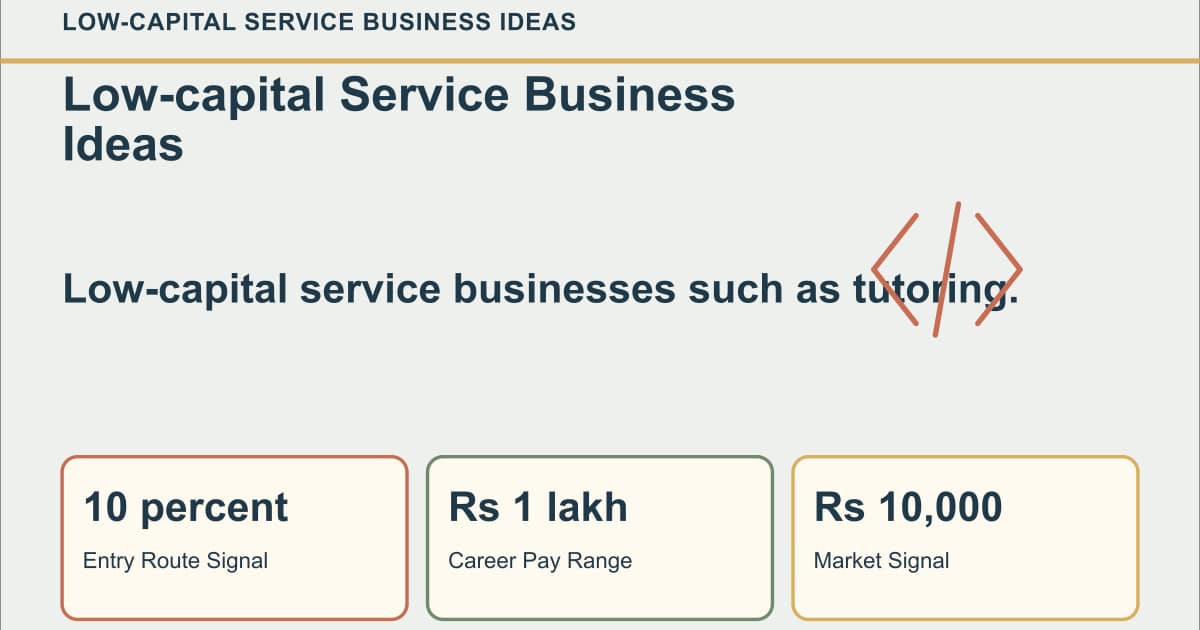 LOW-CAPITAL SERVICE BUSINESS IDEAS
Low-capital Service Business
Ideas
Low-capital service businesses such as tutoring.
10 percent
Entry Route Signal
Rs 1 lakh
Career Pay Range
Rs 10,000
Market Signal